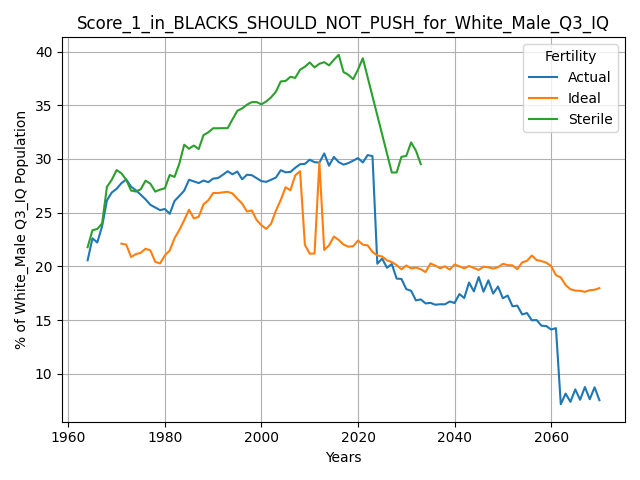 Score_1_in_BLACKS_SHOULD_NOT_PUSH_for_White_Male_Q3_IQ
% of White_Male Q3_IQ Population
40
35
30
25
20
15
10
Fertility
Actual
Ideal
Sterile
1960 1980 2000 2020 2040 2060
Years